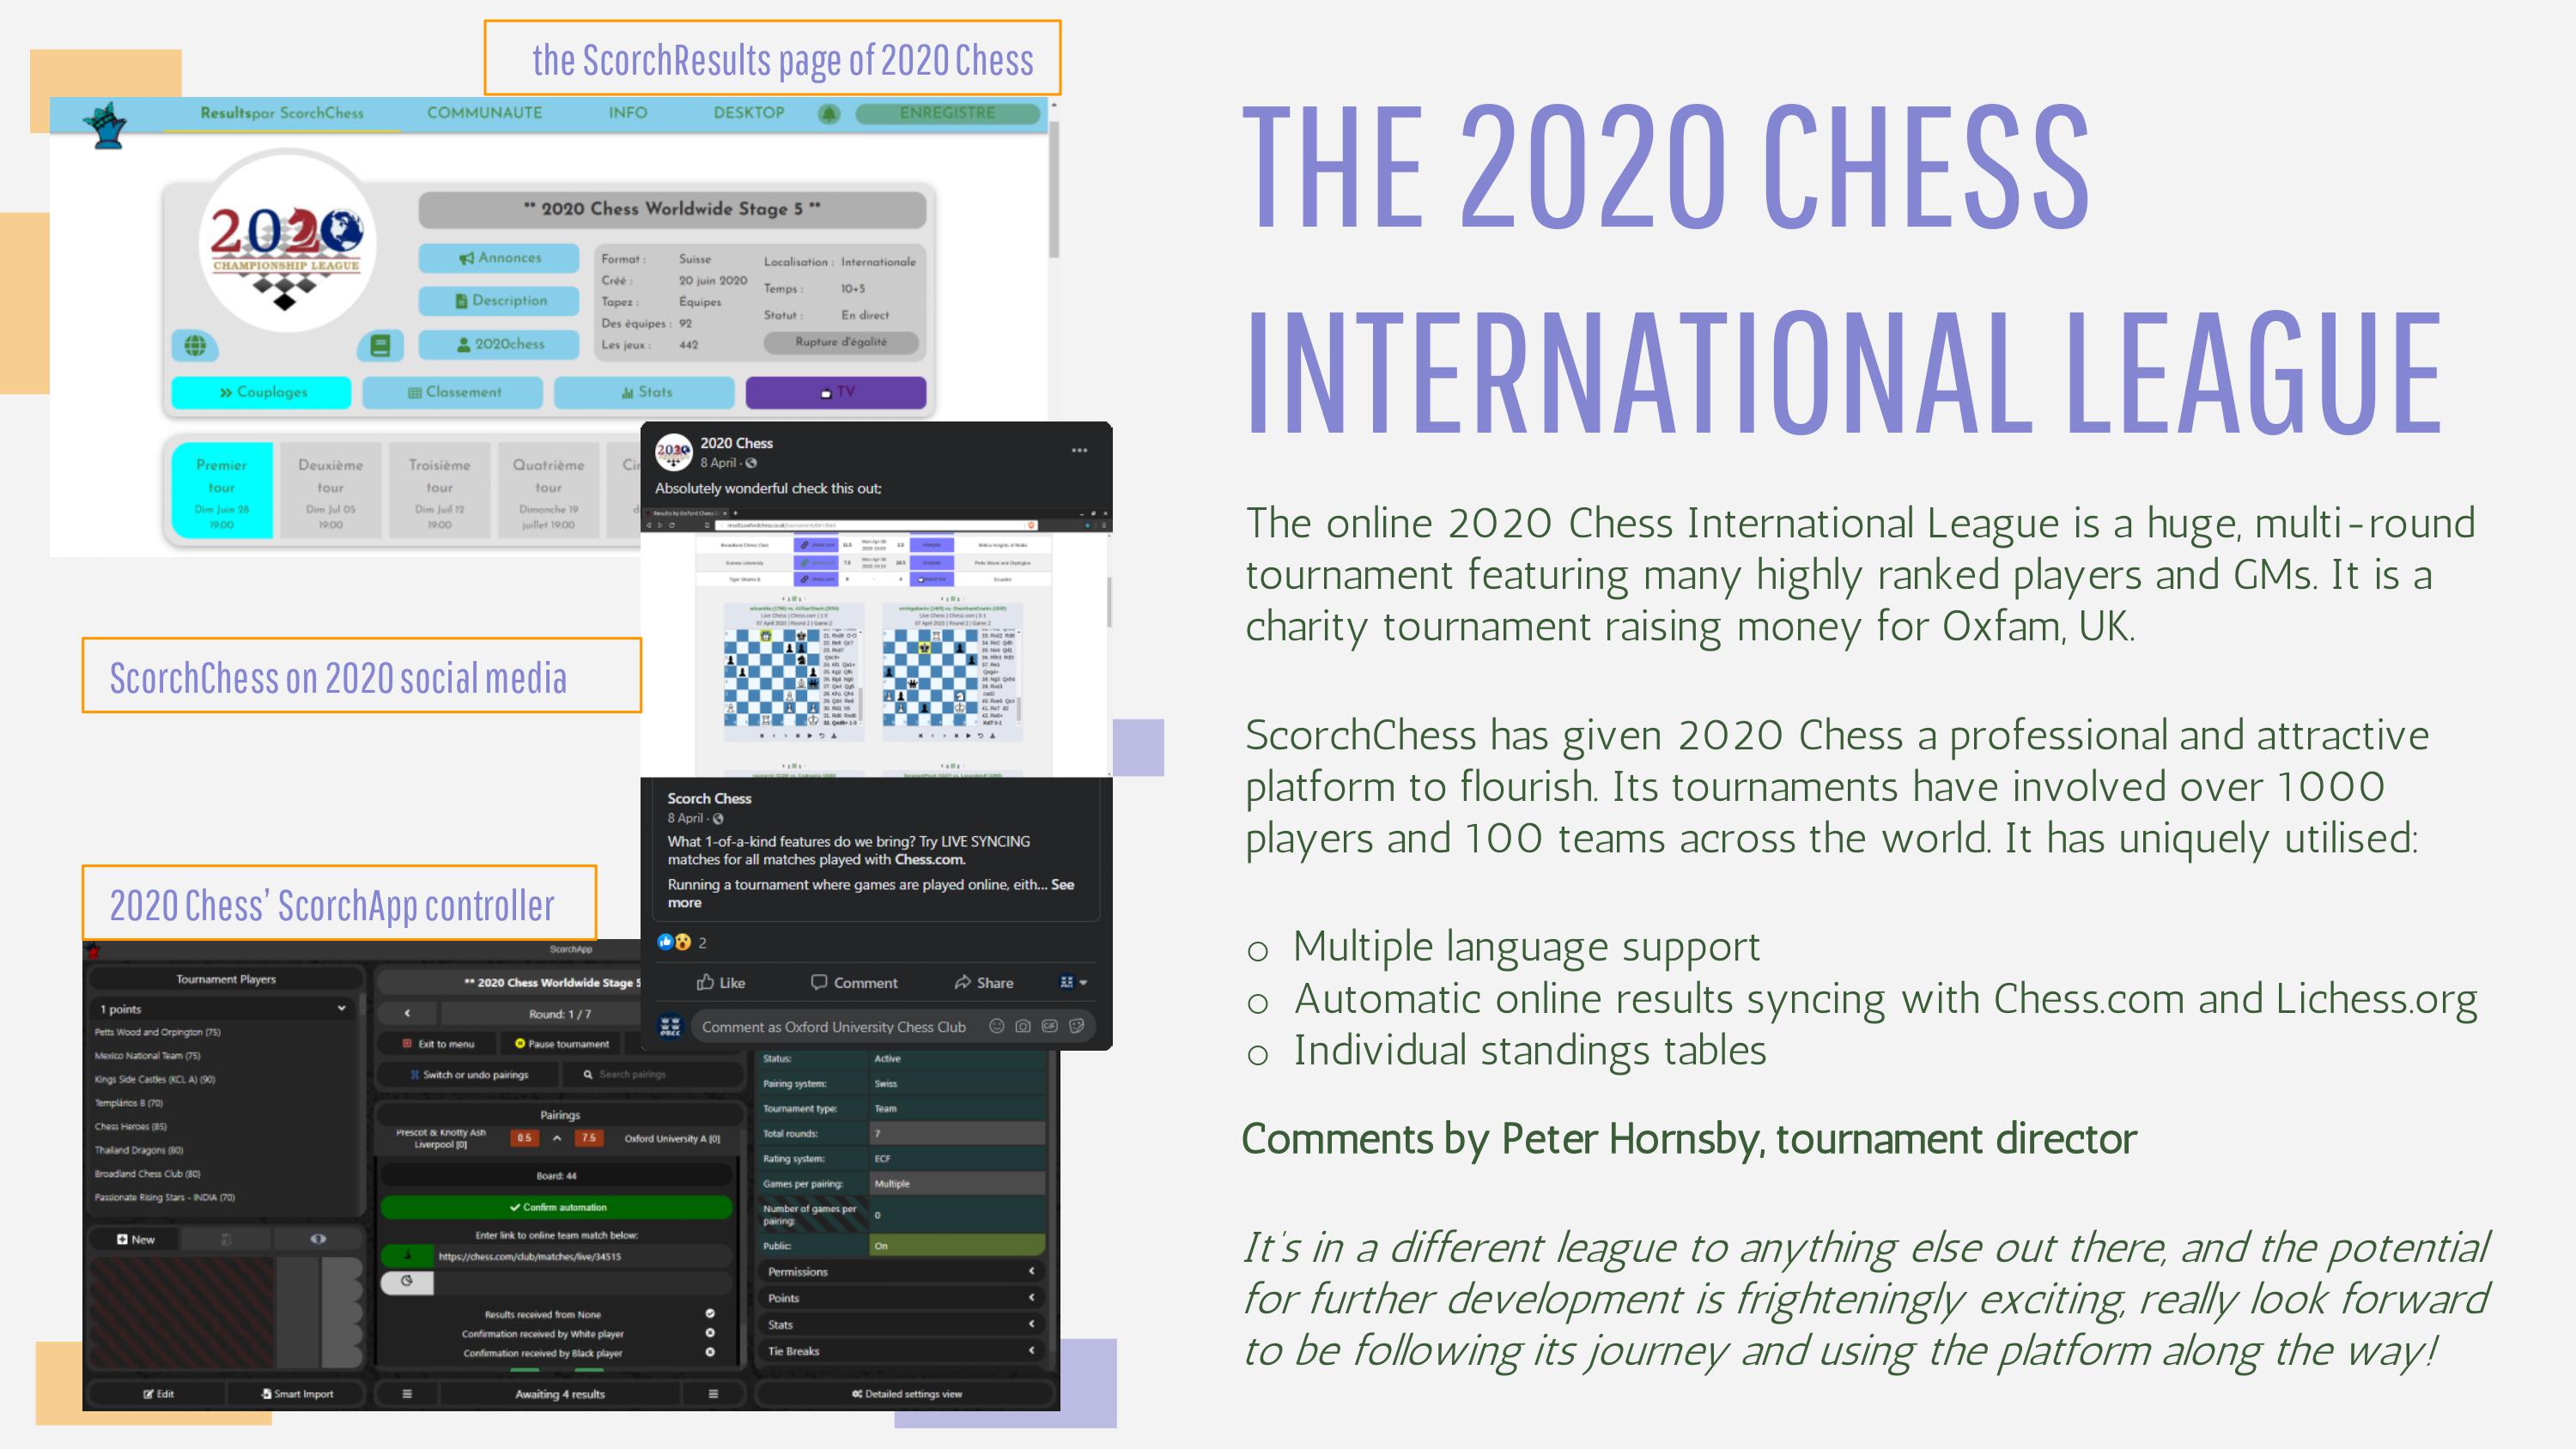 the ScorchResults page of 2020 Chess
Resultspar ScorchChess COMMUNAUTE INFO DESKTOP ENREGISTRE
2020
CHAMPIONSHIP LEAGUE
** 2020 Chess Worldwide Stage 5 **
Annonces
Description
2020chess
Format : Suisse
Créé : 20 juin 2020
Tapez : Équipes
Des équipes : 92
Les jeux : 442
Localisation : Internationale
Temps : 10+5
Statut : En direct
Rupture d'égalité
Couplages Classement Stats TV
Premier tour Dim Juin 28 19:00
Deuxième tour Dim Jul 05 19:00
Troisième tour Dim Juil 12 19:00
Quatrième tour Dimanche 19 juillet 19:00
ScorchChess on 2020 social media
2020 Chess
8 April
Absolutely wonderful check this out;
Scorch Chess
8 April
What 1-of-a-kind features do we bring? Try LIVE SYNCING
matches for all matches played with Chess.com.
Running a tournament where games are played online, eith... See
more
2
Like Comment Share
Comment as Oxford University Chess Club
2020 Chess’ ScorchApp controller
ScorchApp
Tournament Players
1 points
Petts Wood and Orpington (75)
Mexico National Team (75)
Kings Side Castles (KCL A) (90)
Templários B (70)
Chess Heroes (85)
Thailand Dragons (80)
Broadland Chess Club (80)
Passionate Rising Stars - INDIA (70)
New
Edit Smart Import
** 2020 Chess Worldwide Stage 5
Round: 1 / 7
Exit to menu Pause tournament
Switch or undo pairings Search pairings
Pairings
Prescot & Knotty Ash
Liverpool [0] 0.5 7.5 Oxford University A [0]
Board: 44
Confirm automation
Enter link to online team match below:
https://chess.com/club/matches/live/34515
Results received from None
Confirmation received by White player
Confirmation received by Black player
Awaiting 4 results
Status: Active
Pairing system: Swiss
Tournament type: Team
Total rounds: 7
Rating system: ECF
Games per pairing: Multiple
Number of games per
pairing: 0
Public: On
Permissions
Points
Stats
Tie Breaks
Detailed settings view
THE 2020 CHESS
INTERNATIONAL LEAGUE
The online 2020 Chess International League is a huge, multi-round
tournament featuring many highly ranked players and GMs. It is a
charity tournament raising money for Oxfam, UK.
ScorchChess has given 2020 Chess a professional and attractive
platform to flourish. Its tournaments have involved over 1000
players and 100 teams across the world. It has uniquely utilised:
o Multiple language support
o Automatic online results syncing with Chess.com and Lichess.org
o Individual standings tables
Comments by Peter Hornsby, tournament director
It's in a different league to anything else out there, and the potential
for further development is frighteningly exciting, really look forward
to be following its journey and using the platform along the way!